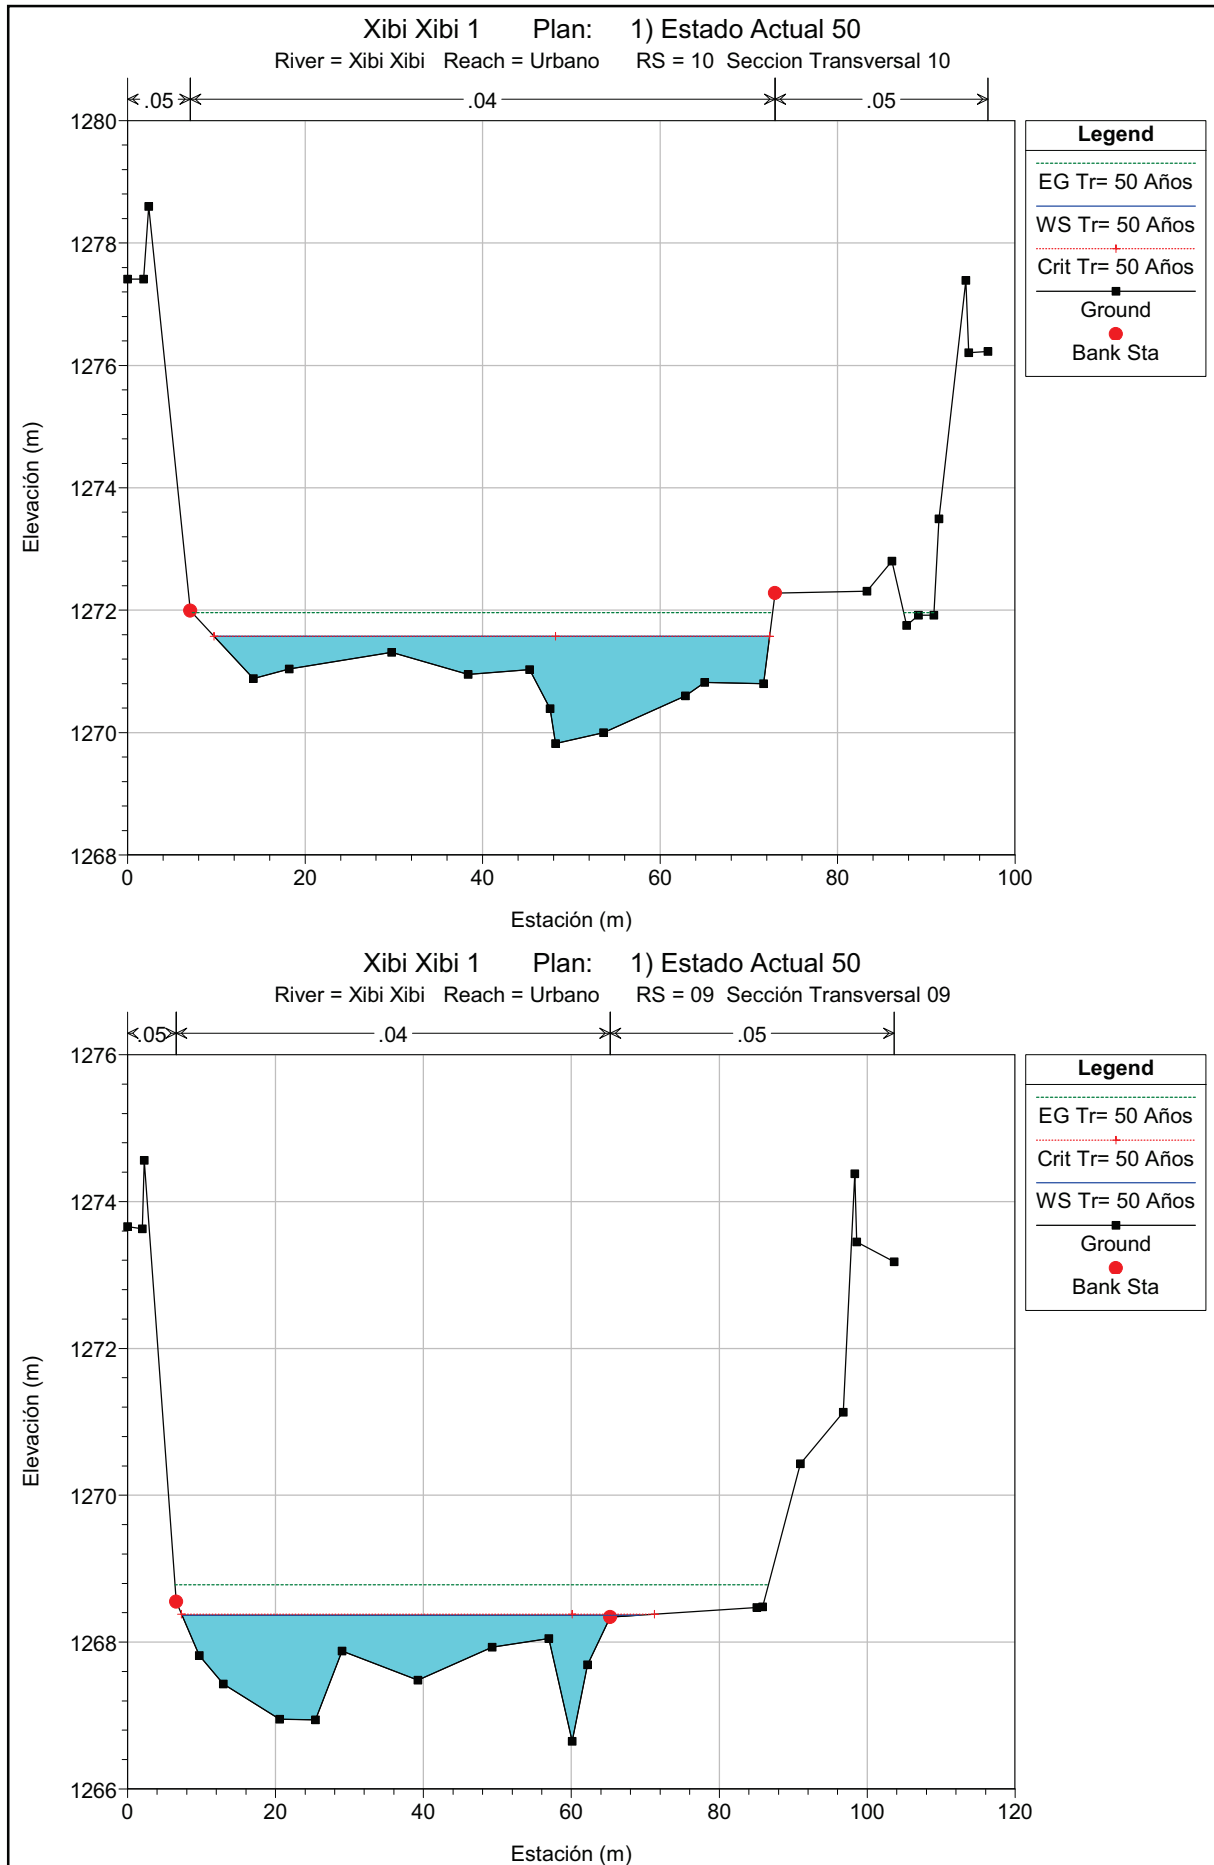 Xibi Xibi 1 Plan: 1) Estado Actual 50
River = Xibi Xibi Reach = Urbano RS = 10 Seccion Transversal 10
.05 .04 .05
1280
1278
1276
1274
1272
1270
1268
Elevación (m)
0 20 40 60 80 100
Estación (m)
Legend
EG Tr= 50 Años
WS Tr= 50 Años
Crit Tr= 50 Años
Ground
Bank Sta
Xibi Xibi 1 Plan: 1) Estado Actual 50
River = Xibi Xibi Reach = Urbano RS = 09 Sección Transversal 09
.05 .04 .05
1276
1274
1272
1270
1268
1266
Elevación (m)
0 20 40 60 80 100 120
Estación (m)
Legend
EG Tr= 50 Años
Crit Tr= 50 Años
WS Tr= 50 Años
Ground
Bank Sta